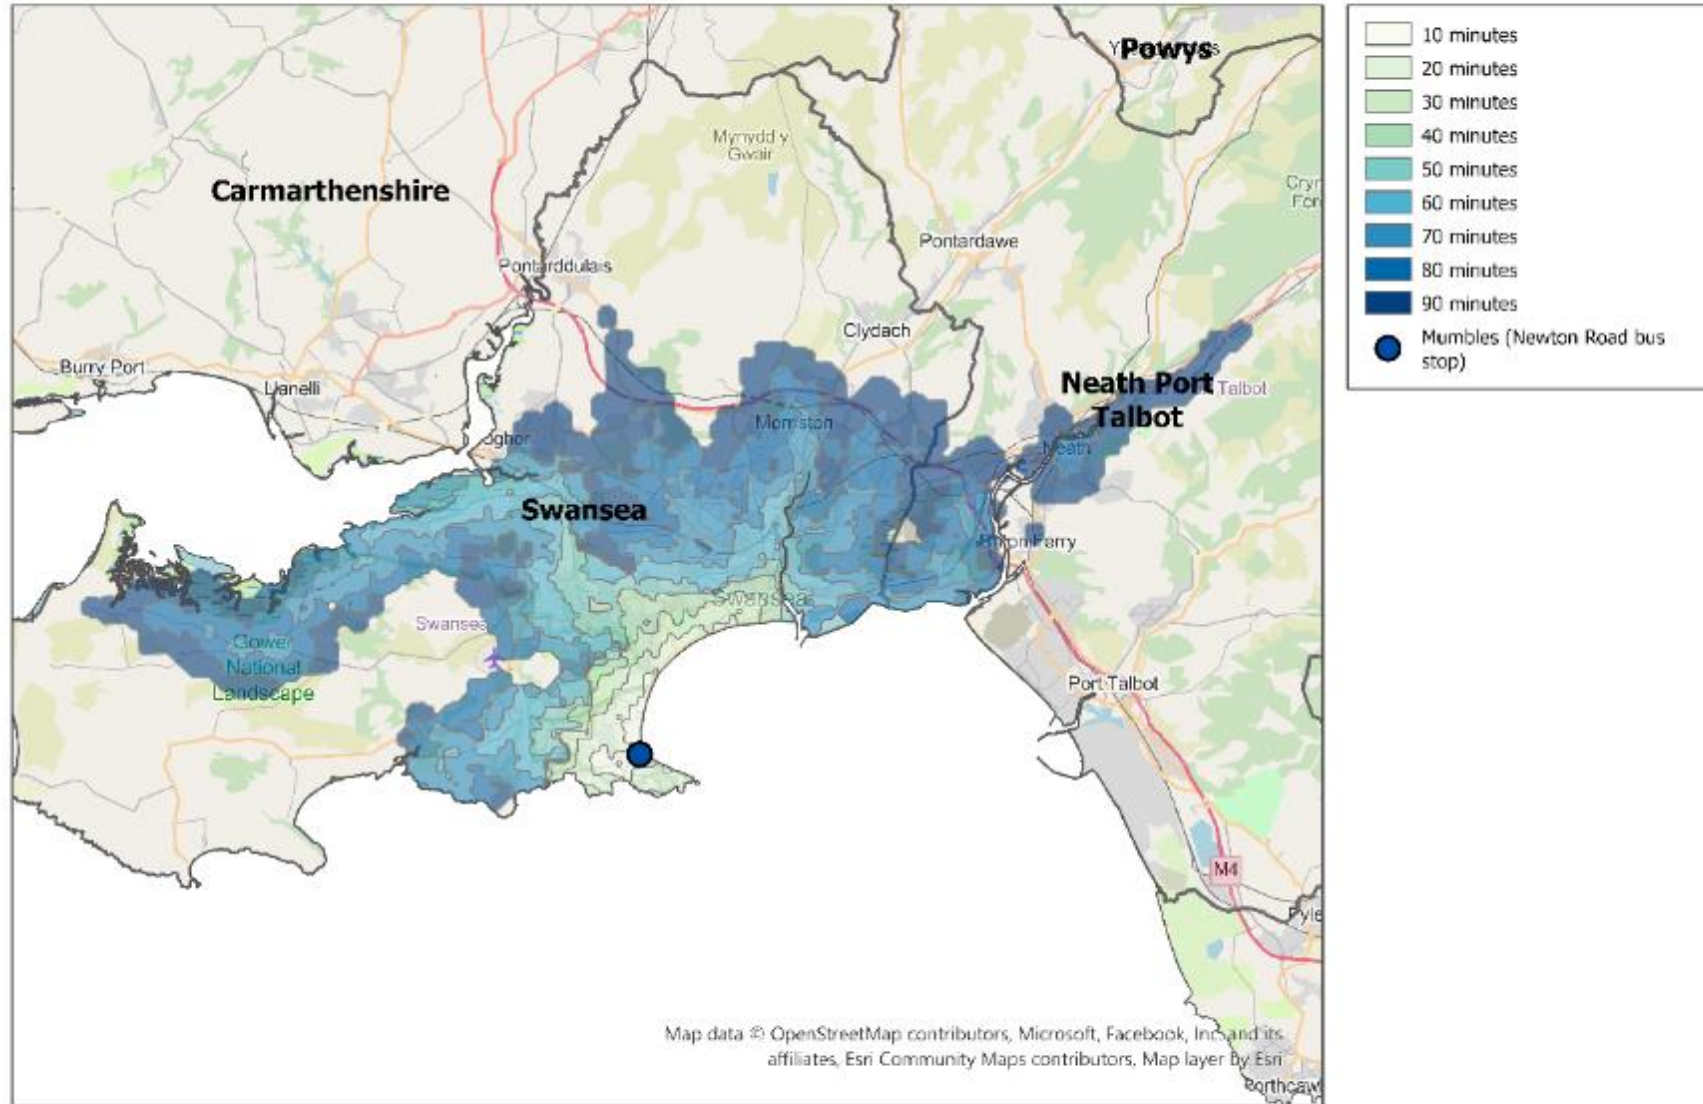 Powys
Mynydd y
Gwair
Carmarthenshire
Pontardawe
Pontarddulais
Clydach
Burry Port
Llanelli
Neath Port
Talbot
Talbot
Morriston
Neath
Swansea
Ferry
Swansea
Swansea
Gower
National
Landscape
Port Talbot
M4
Pyle
Map data © OpenStreetMap contributors, Microsoft, Facebook, Inc. and its
affiliates, Esri Community Maps contributors, Map layer by Esri
Porthcaw
10 minutes
20 minutes
30 minutes
40 minutes
50 minutes
60 minutes
70 minutes
80 minutes
90 minutes
Mumbles (Newton Road bus
stop)